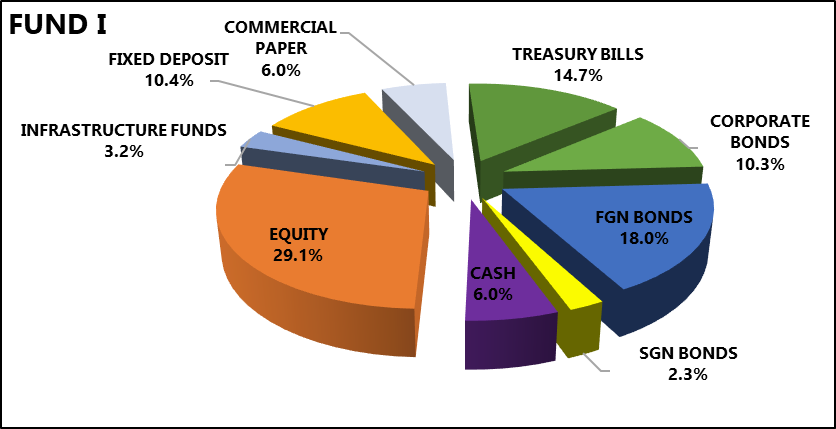 FUND I
COMMERCIAL
PAPER
6.0%
FIXED DEPOSIT
10.4%
TREASURY BILLS
14.7%
INFRASTRUCTURE FUNDS
3.2%
CORPORATE
BONDS
10.3%
EQUITY
29.1%
FGN BONDS
18.0%
CASH
6.0%
SGN BONDS
2.3%